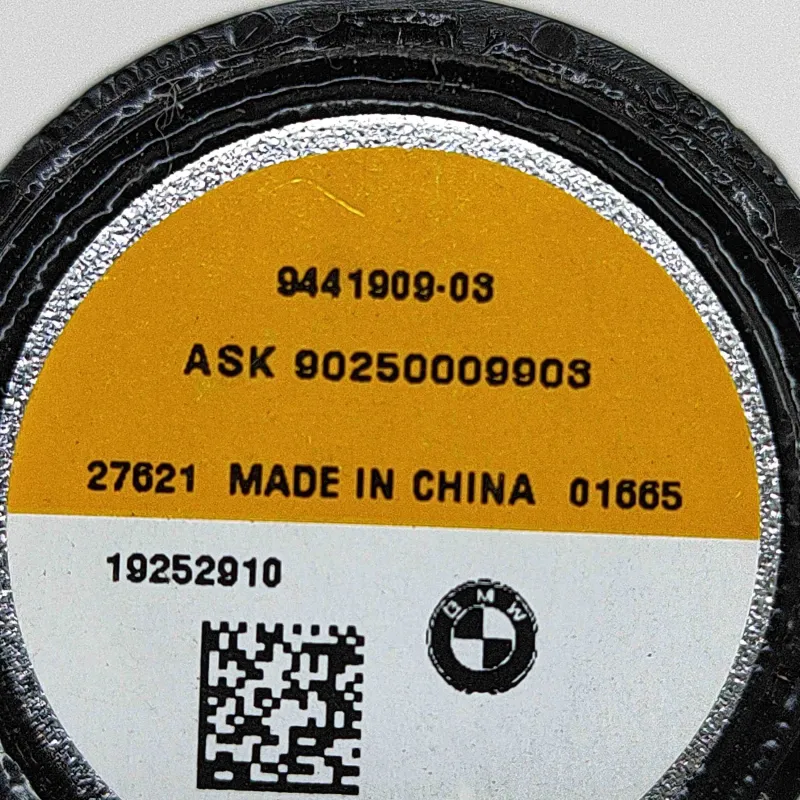 9441909-03
ASK 90250009903
27621 MADE IN CHINA 01665
19252910
BMW